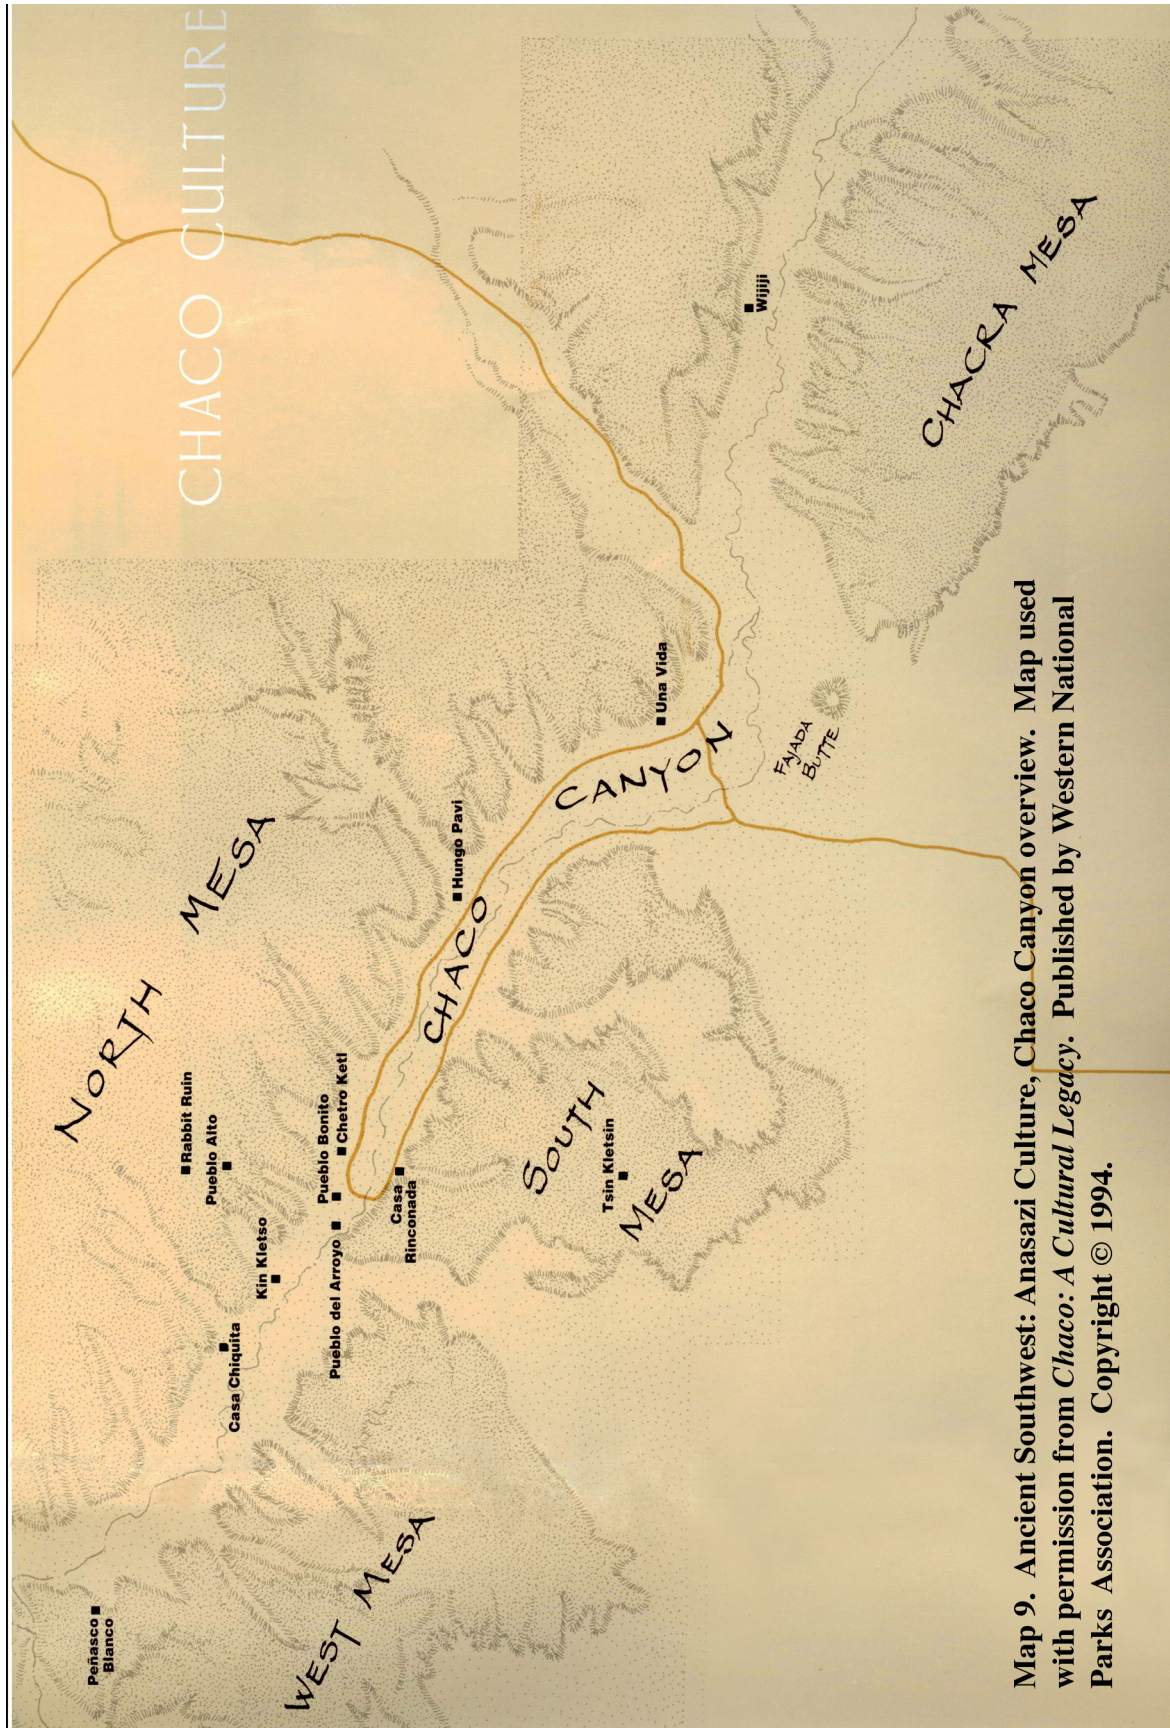 CHACO CULTURE
Peñasco
Blanco
NORTH MESA
Rabbit Ruin
Pueblo Alto
Casa Chiquita
Kin Kletso
Pueblo Bonito
Pueblo del Arroyo
Chetro Ketl
WEST MESA
Casa
Rinconada
Hungo Pavi
CHACO CANYON
SOUTH
Tsin Kletsin
MESA
Una Vida
Wijiji
FAJADA
BUTTE
CHACRA MESA
Map 9. Ancient Southwest: Anasazi Culture, Chaco Canyon overview. Map used
with permission from Chaco: A Cultural Legacy. Published by Western National
Parks Association. Copyright © 1994.